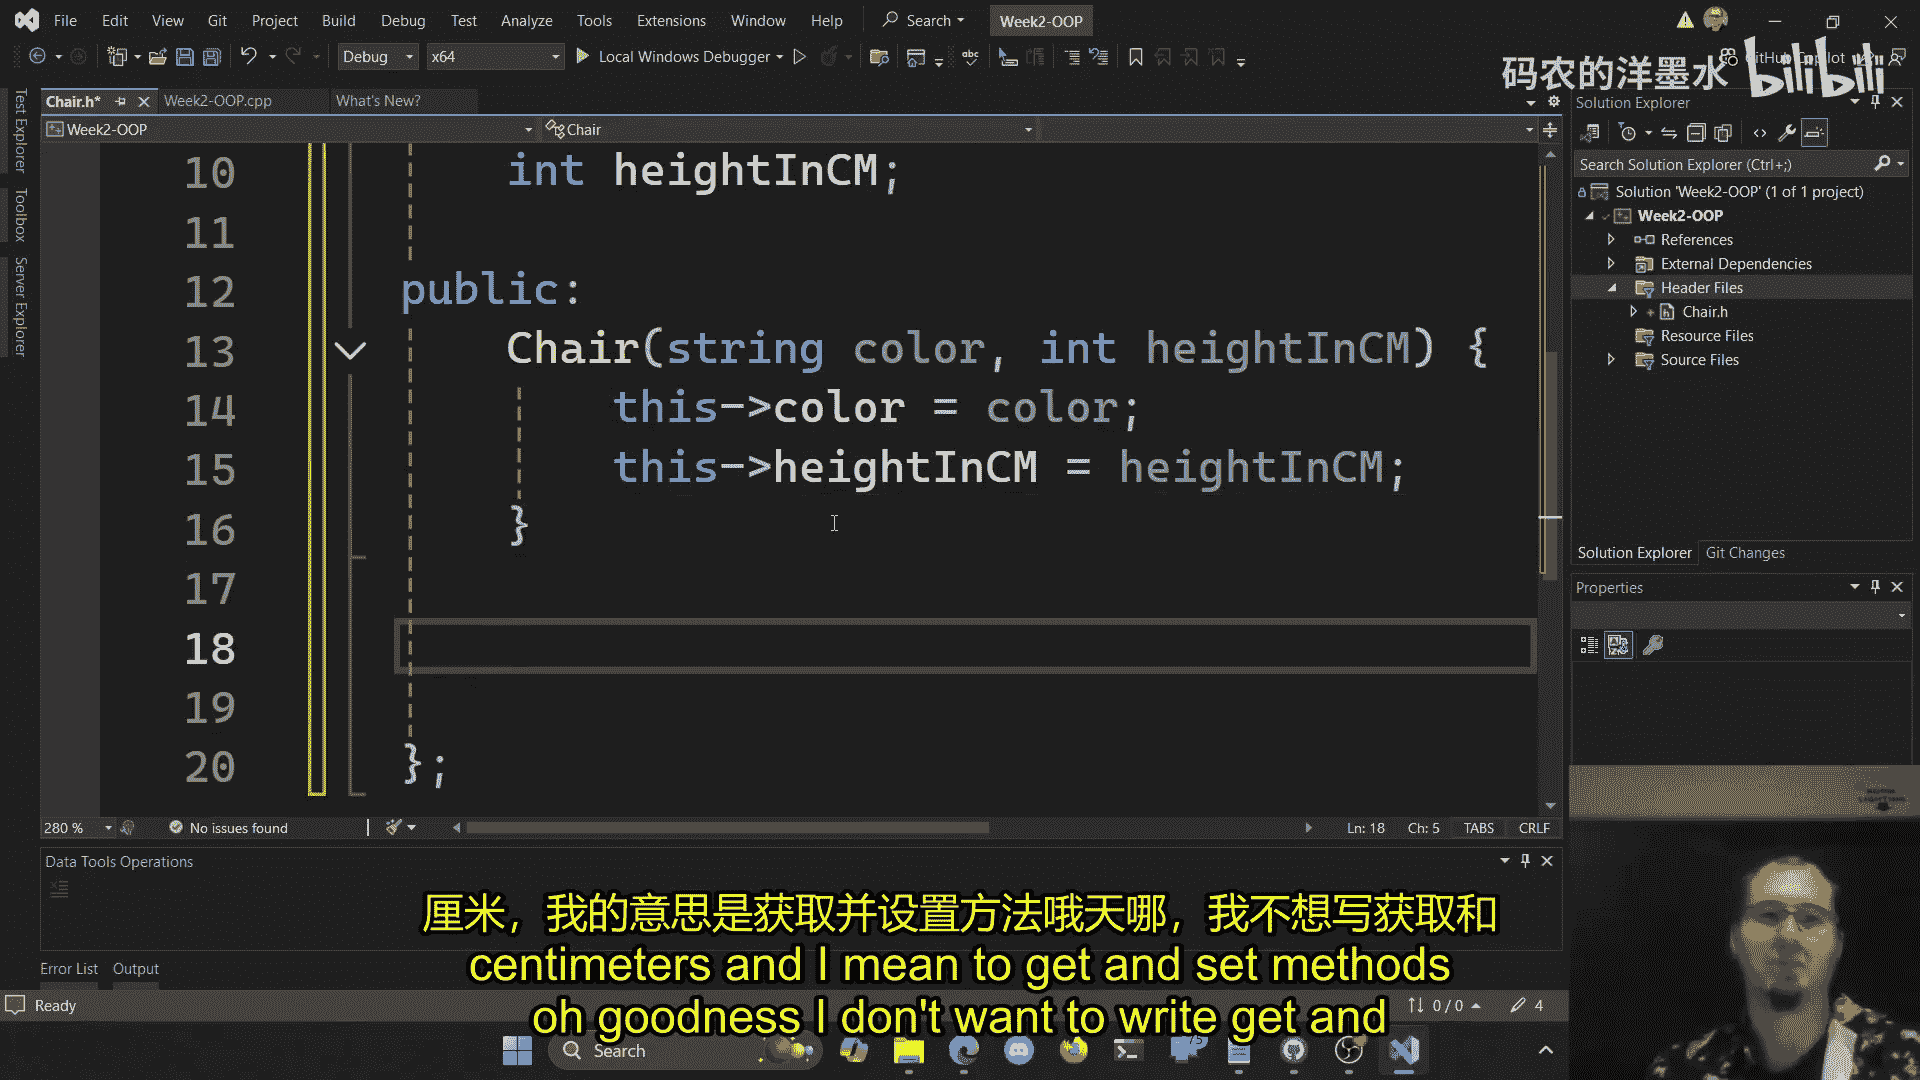 File Edit View Git Project Build Debug Test Analyze Tools Extensions Window Help Search Week2-OOP
Debug x64 Local Windows Debugger
码农的洋墨水 bilibili
Chair.h* Week2-OOP.cpp What's New?
Week2-OOP Chair
Test Explorer
Toolbox
Server Explorer
10 int heightInCM;
11
12 public:
13 Chair(string color, int heightInCM) {
14 this->color = color;
15 this->heightInCM = heightInCM;
16 }
17
18
19
20 };
280 % No issues found Ln: 18 Ch: 5 TABS CRLF
Solution Explorer
Search Solution Explorer (Ctrl+;)
Solution 'Week2-OOP' (1 of 1 project)
Week2-OOP
References
External Dependencies
Header Files
Chair.h
Resource Files
Source Files
Solution Explorer Git Changes
Properties
Data Tools Operations
厘米，我的意思是获取并设置方法哦天哪，我不想写获取和
centimeters and I mean to get and set methods
oh goodness I don't want to write get and
Error List Output
Ready 0 / 0 4
Search